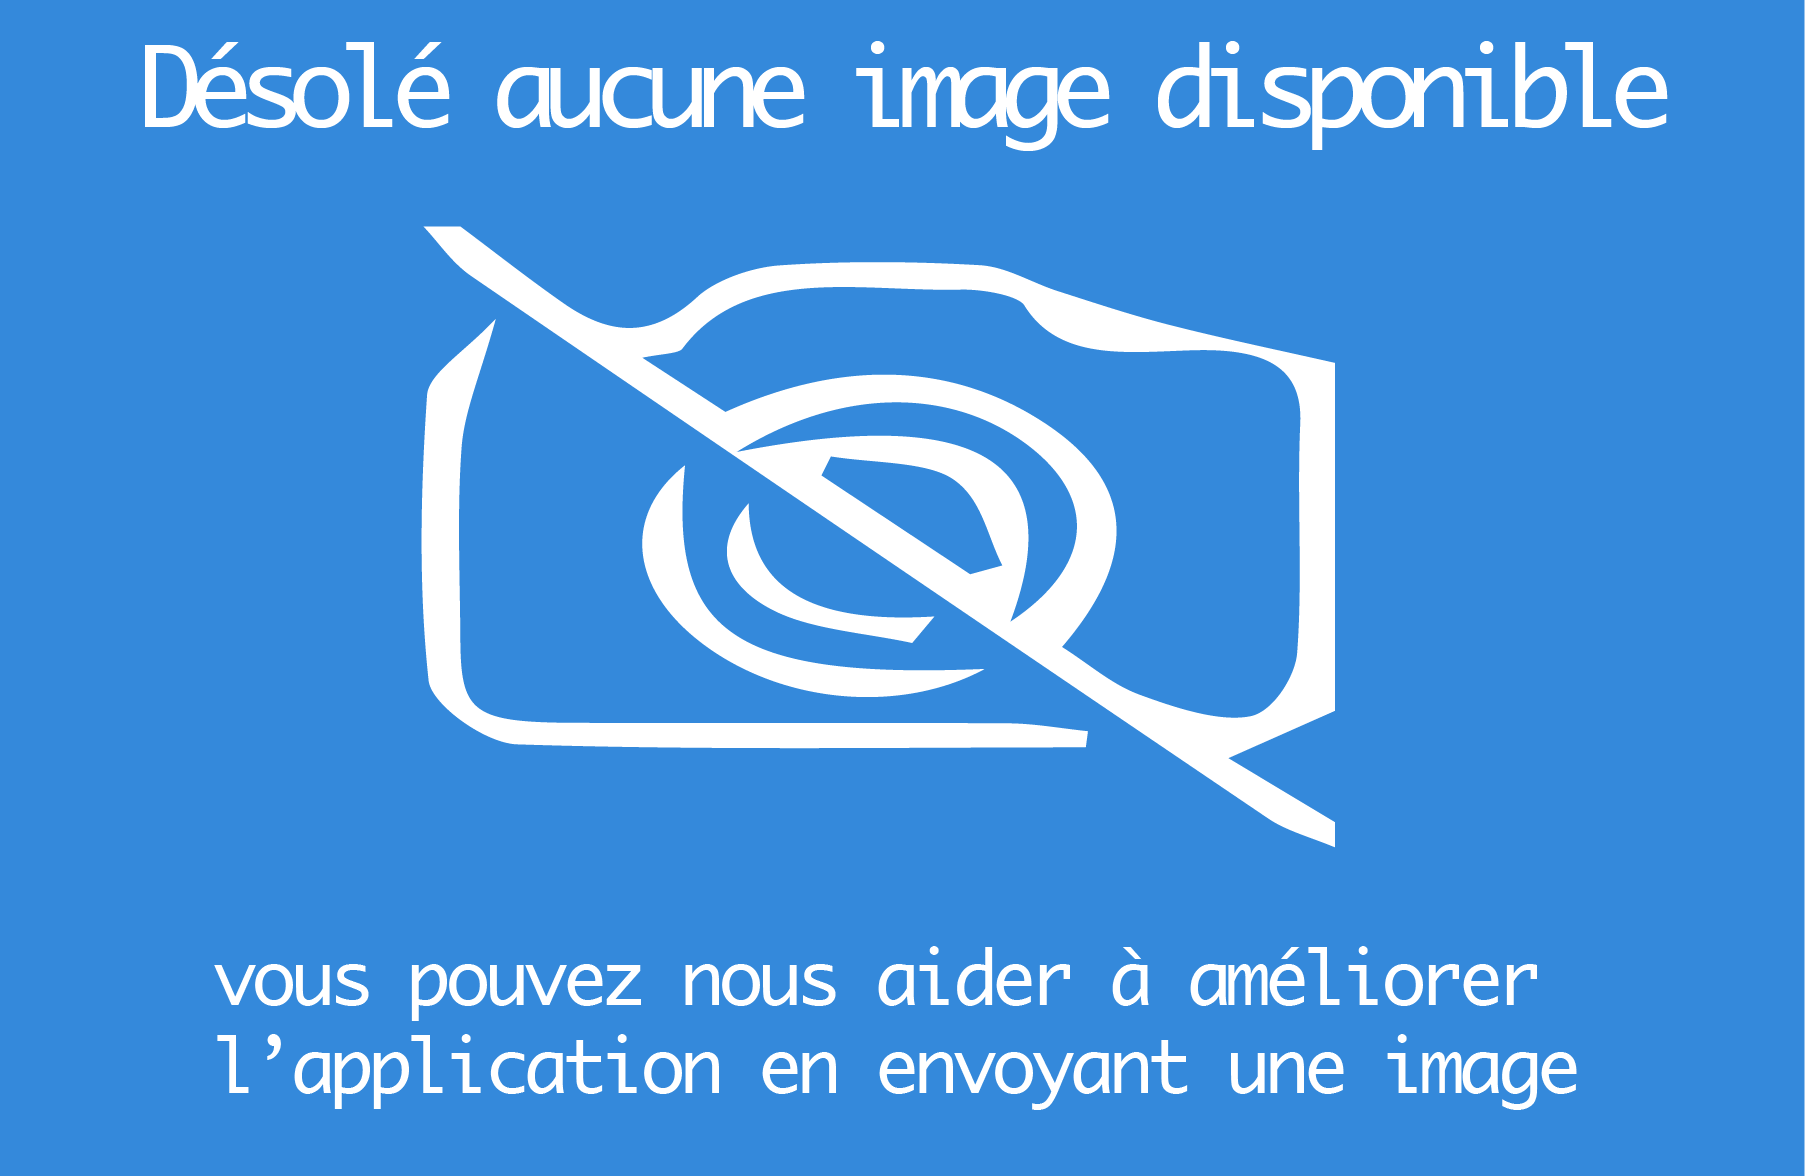 Désolé aucune image disponible
vous pouvez nous aider à améliorer
l’application en envoyant une image